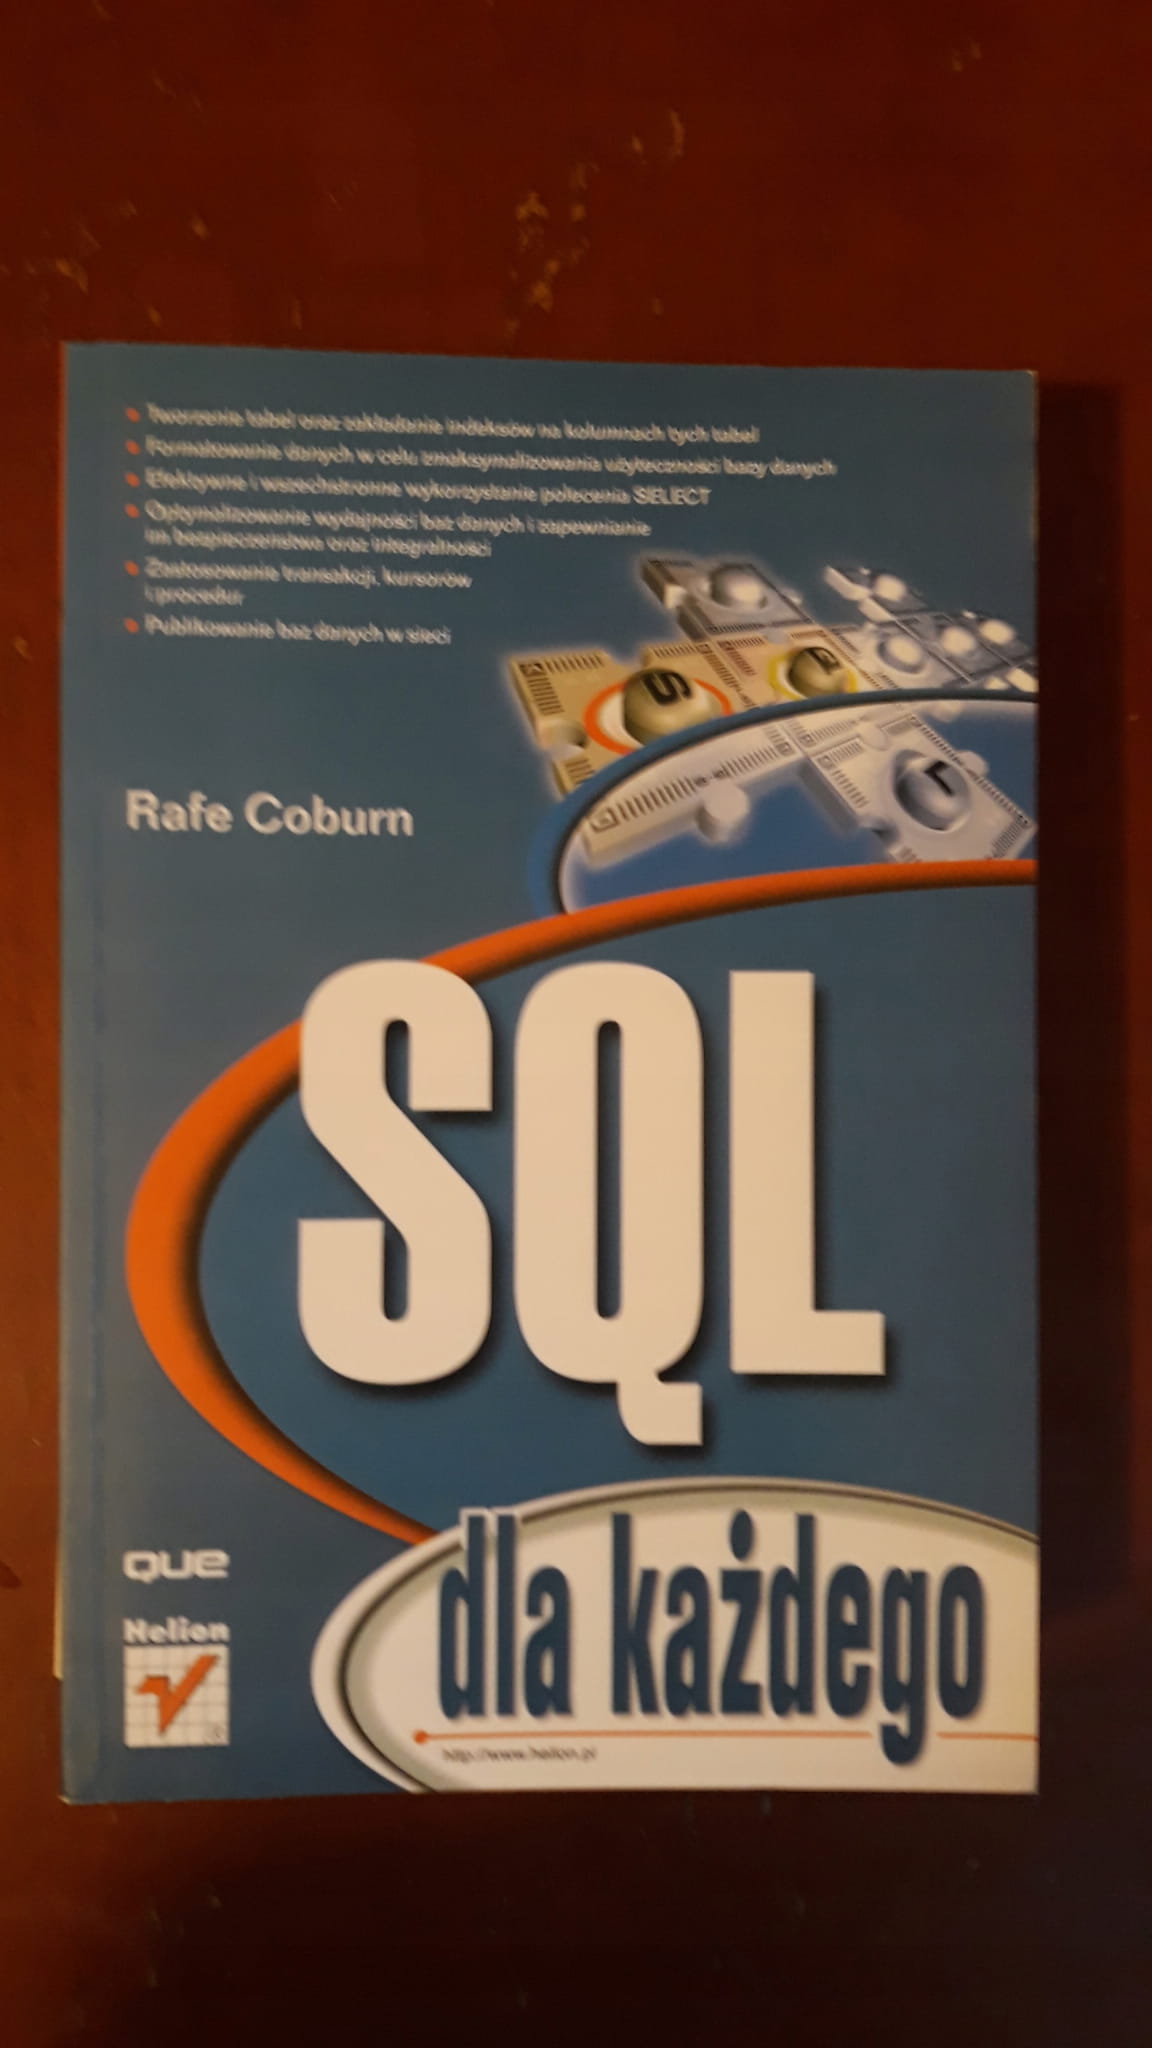 Tworzenie tabel oraz zakładanie indeksów na kolumnach tych tabel
Formatowanie danych w celu zmaksymalizowania użyteczności bazy danych
Efektywne i wszechstronne wykorzystanie polecenia SELECT
Optymalizowanie wydajności baz danych i zapewnianie
im bezpieczeństwa oraz integralności
Zastosowanie transakcji, kursorów
i procedur
Publikowanie baz danych w sieci
S
Q
L
Rafe Coburn
SQL
dla każdego
que
Helion
http://www.helion.pl